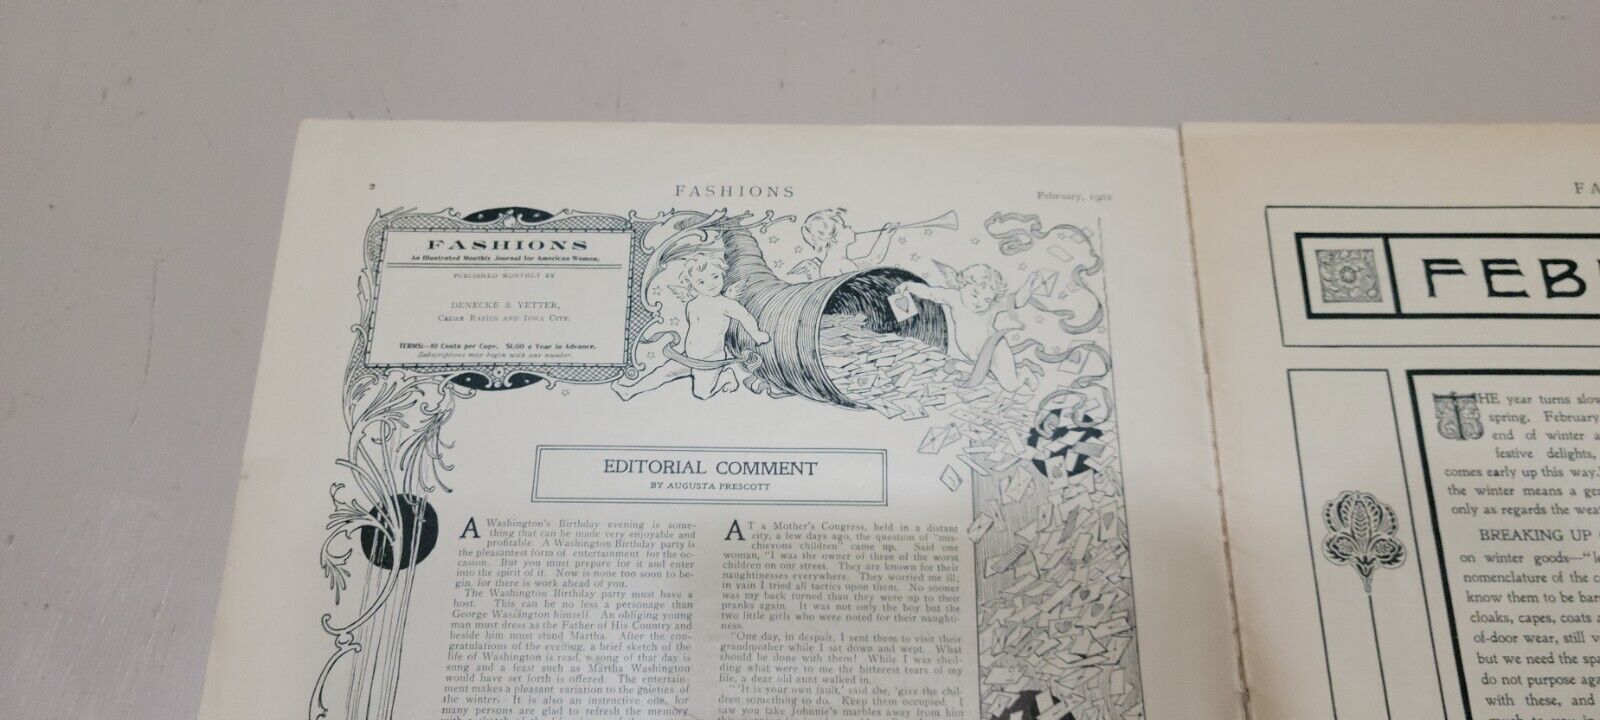 2
FASHIONS
February, 1901
FASHIONS
An Illustrated Monthly Journal for American Women.
PUBLISHED MONTHLY BY
DENECKE & YETTER,
CEDAR RAPIDS AND IOWA CITY.
TERMS:—10 Cents per Copy. $1.00 a Year in Advance.
Subscriptions may begin with any number.
EDITORIAL COMMENT
BY AUGUSTA PRESCOTT
A Washington's Birthday evening is some-
thing that can be made very enjoyable and
profitable. A Washington Birthday party is
the pleasantest form of entertainment for the oc-
casion. But you must prepare for it and enter
into the spirit of it. Now is none too soon to be-
gin, for there is work ahead of you.
The Washington Birthday party must have a
host. This can be no less a personage than
George Washington himself. An obliging young
man must dress as the Father of His Country and
beside him must stand Martha. After the con-
gratulations of the evening, a brief sketch of the
life of Washington is read, a song of that day is
sung and a feast such as Martha Washington
would have set forth is offered. The entertain-
ment makes a pleasant variation to the gaieties of
the winter. It is also an instructive one, for
many persons are glad to refresh the memory
AT a Mother's Congress, held in a distant
city, a few days ago, the question of "mis-
chievous children" came up. Said one
woman, "I was the owner of three of the worst
children on our street. They are known for their
naughtinesses everywhere. They worried me ill;
in vain I tried all tactics upon them. No sooner
was my back turned than they were up to their
pranks again. It was not only the boy but the
two little girls who were noted for their naughti-
ness.
"One day, in despair, I sent them to visit their
grandmother while I sat down and wept. What
should be done with them! While I was shed-
ding what were to me the bitterest tears of my
life, a dear old aunt walked in.
"'It is your own fault,' said she, 'give the chil-
dren something to do. Keep them occupied. I
saw you take Johnnie's marbles away from him
FA
FEB
THE year turns slow
spring. February
end of winter a
festive delights,
comes early up this way.
the winter means a ge
only as regards the wea
BREAKING UP
on winter goods—"
nomenclature of the c
know them to be bar
cloaks, capes, coats a
of-door wear, still v
but we need the spa
do not purpose aga
with these, and